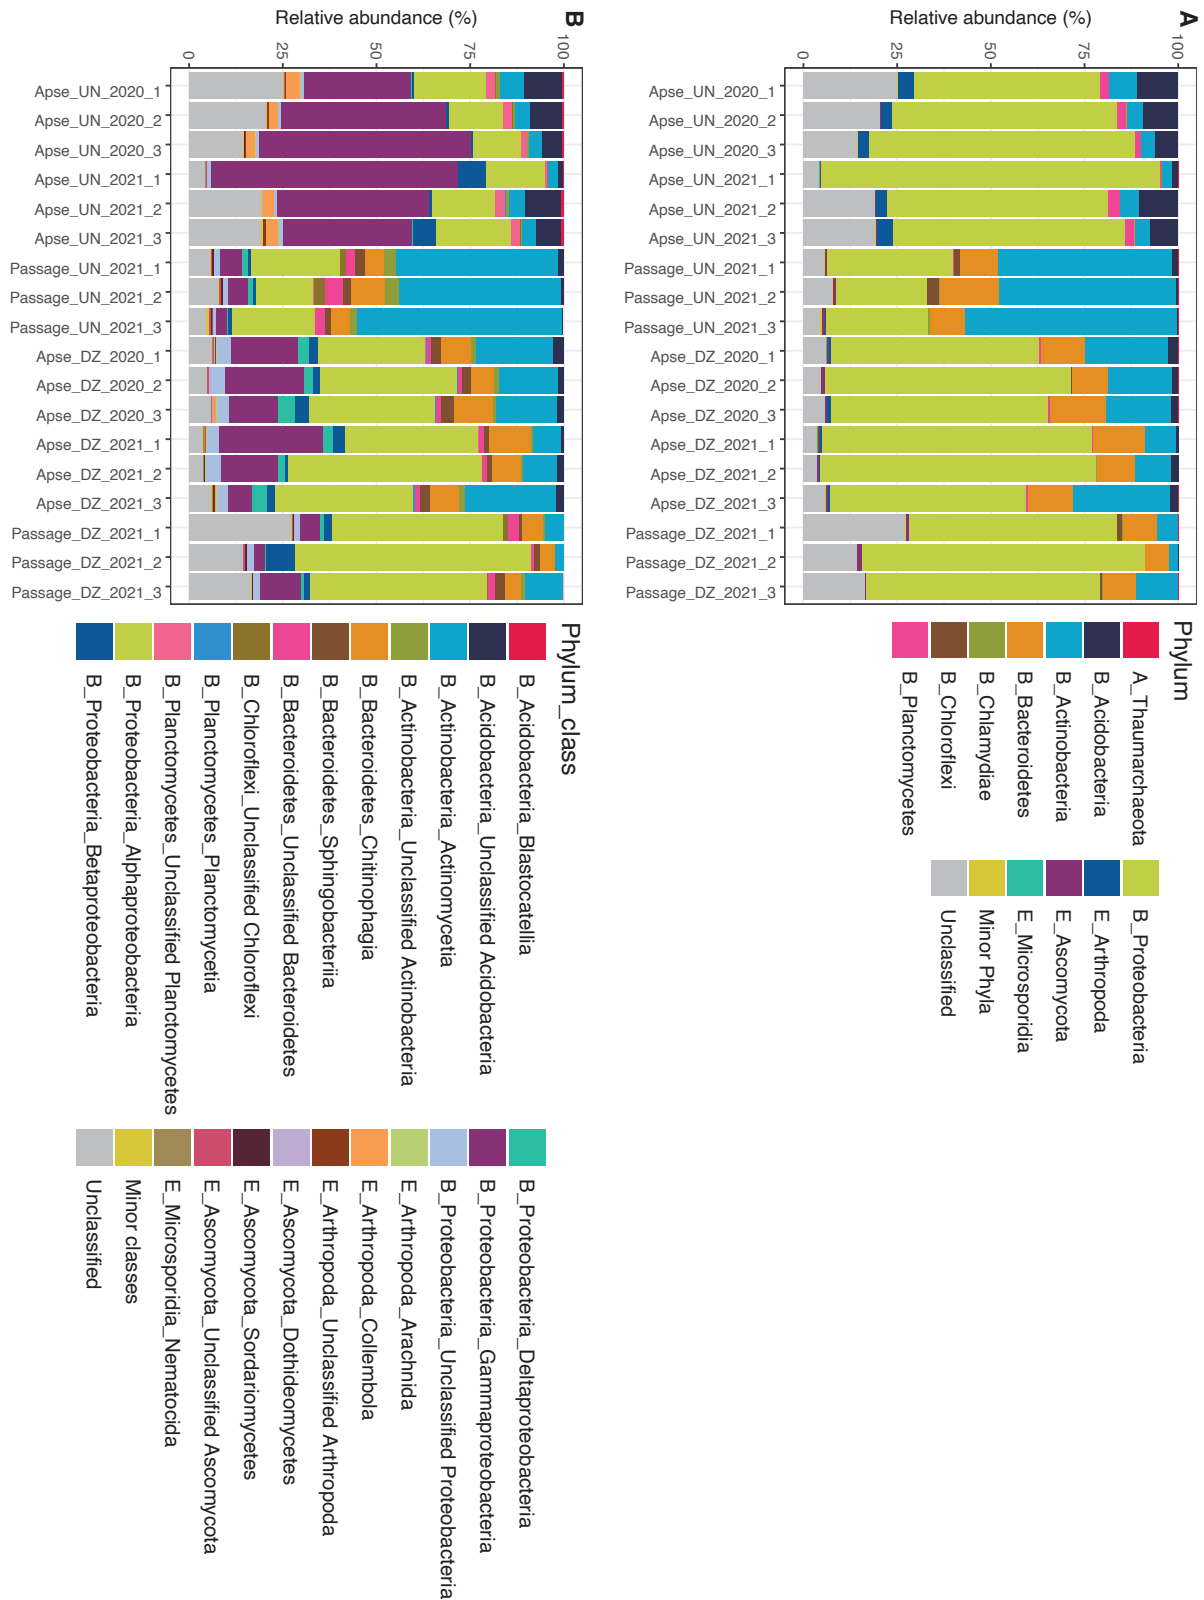 A
Relative abundance (%)
0
25
50
75
100
Apse_UN_2020_1
Apse_UN_2020_2
Apse_UN_2020_3
Apse_UN_2021_1
Apse_UN_2021_2
Apse_UN_2021_3
Passage_UN_2021_1
Passage_UN_2021_2
Passage_UN_2021_3
Apse_DZ_2020_1
Apse_DZ_2020_2
Apse_DZ_2020_3
Apse_DZ_2021_1
Apse_DZ_2021_2
Apse_DZ_2021_3
Passage_DZ_2021_1
Passage_DZ_2021_2
Passage_DZ_2021_3
Phylum
A_Thaumarchaeota
B_Acidobacteria
B_Actinobacteria
B_Bacteroidetes
B_Chlamydiae
B_Chloroflexi
B_Planctomycetes
B_Proteobacteria
E_Arthropoda
E_Ascomycota
E_Microsporidia
Minor Phyla
Unclassified
B
Relative abundance (%)
0
25
50
75
100
Apse_UN_2020_1
Apse_UN_2020_2
Apse_UN_2020_3
Apse_UN_2021_1
Apse_UN_2021_2
Apse_UN_2021_3
Passage_UN_2021_1
Passage_UN_2021_2
Passage_UN_2021_3
Apse_DZ_2020_1
Apse_DZ_2020_2
Apse_DZ_2020_3
Apse_DZ_2021_1
Apse_DZ_2021_2
Apse_DZ_2021_3
Passage_DZ_2021_1
Passage_DZ_2021_2
Passage_DZ_2021_3
Phylum_class
B_Acidobacteria_Blastocatellia
B_Acidobacteria_Unclassified Acidobacteria
B_Actinobacteria_Actinomycetia
B_Actinobacteria_Unclassified Actinobacteria
B_Bacteroidetes_Chitinophagia
B_Bacteroidetes_Sphingobacteriia
B_Bacteroidetes_Unclassified Bacteroidetes
B_Chloroflexi_Unclassified Chloroflexi
B_Planctomycetes_Planctomycetia
B_Planctomycetes_Unclassified Planctomycetes
B_Proteobacteria_Alphaproteobacteria
B_Proteobacteria_Betaproteobacteria
B_Proteobacteria_Deltaproteobacteria
B_Proteobacteria_Gammaproteobacteria
B_Proteobacteria_Unclassified Proteobacteria
E_Arthropoda_Arachnida
E_Arthropoda_Collembola
E_Arthropoda_Unclassified Arthropoda
E_Ascomycota_Dothideomycetes
E_Ascomycota_Sordariomycetes
E_Ascomycota_Unclassified Ascomycota
E_Microsporidia_Nematocida
Minor classes
Unclassified